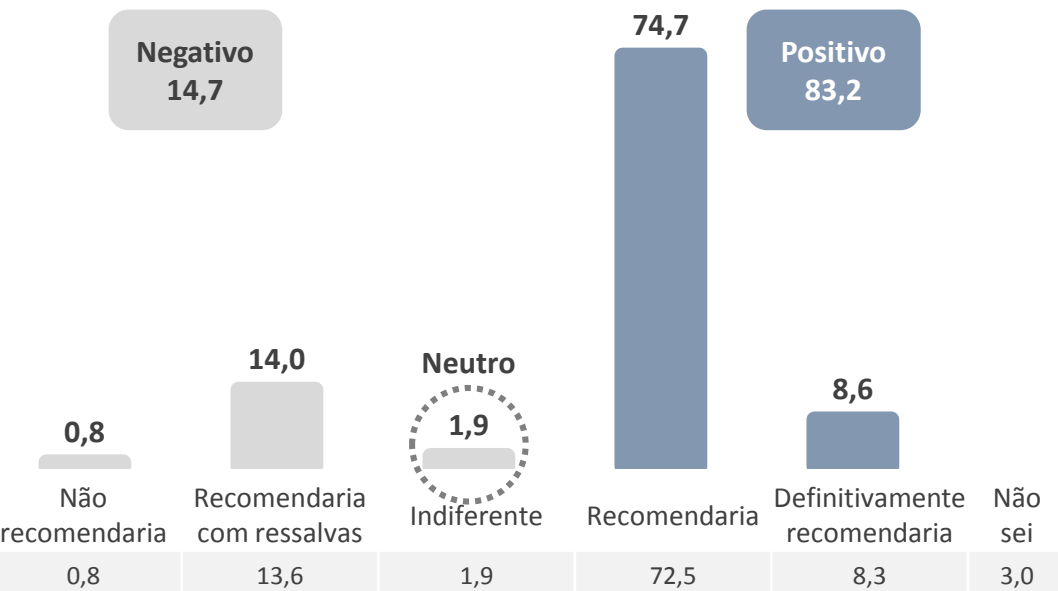 Negativo
14,7
74,7
Positivo
83,2
14,0
Neutro
8,6
0,8
1,9
Não
recomendaria
Recomendaria
com ressalvas
Indiferente
Recomendaria
Definitivamente
recomendaria
Não
sei
0,8 13,6 1,9 72,5 8,3 3,0